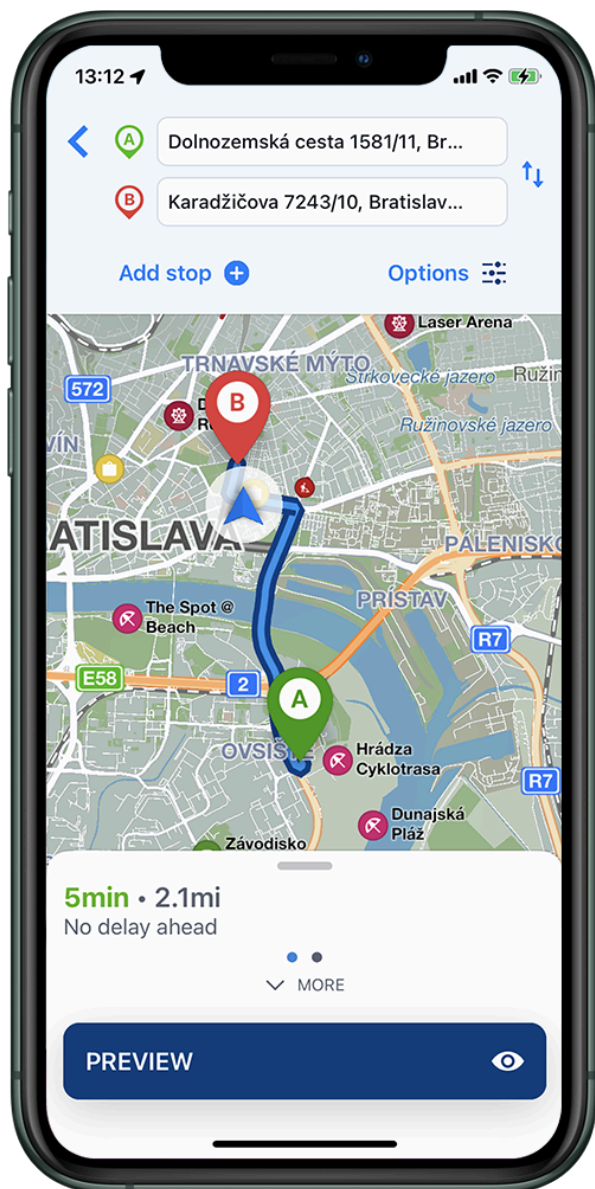 13:12
A
Dolnozemská cesta 1581/11, Br...
B
Karadžičova 7243/10, Bratislav...
Add stop
Options
Laser Arena
TRNAVSKÉ MÝTO
Štrkovecké jazero
Ružin
572
B
Ružinovské jazero
VÍN
ATISLAVA
PÁLENISKO
PRÍSTAV
The Spot @
Beach
R7
E58
2
A
OVSIŠTE
Hrádza
Cyklotrasa
R7
Dunajská
Pláž
Závodisko
5min • 2.1mi
No delay ahead
MORE
PREVIEW